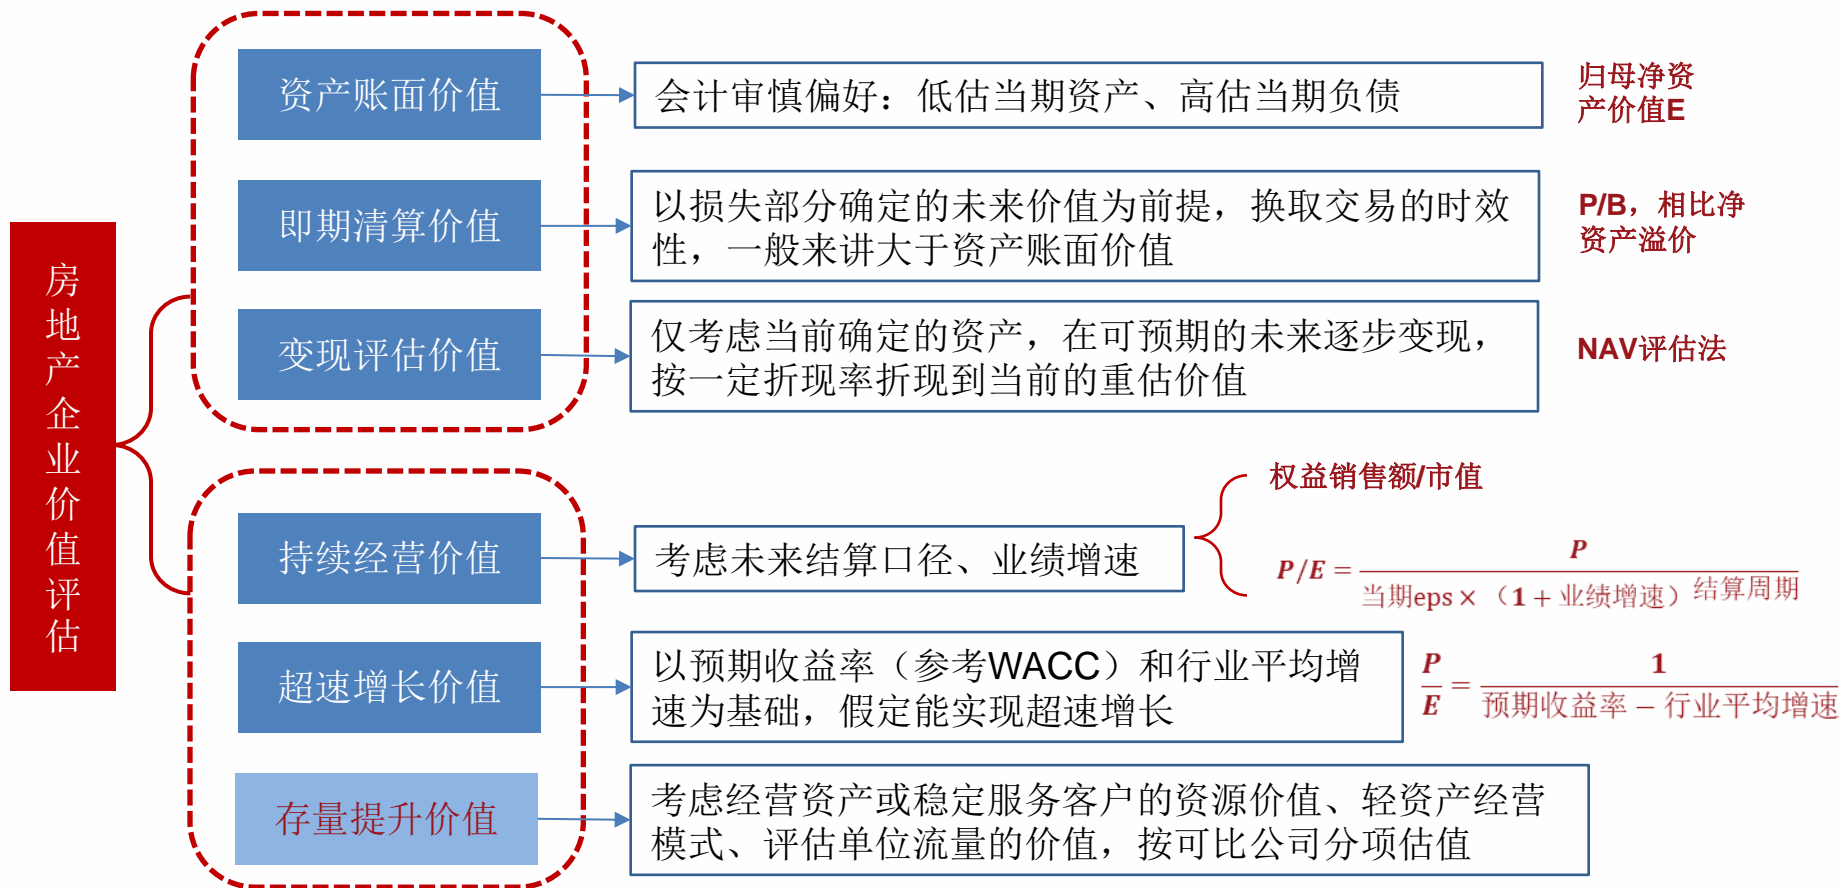 房地产企业价值评估
资产账面价值
会计审慎偏好：低估当期资产、高估当期负债
归母净资
产价值E
即期清算价值
以损失部分确定的未来价值为前提，换取交易的时效
性，一般来讲大于资产账面价值
P/B，相比净
资产溢价
变现评估价值
仅考虑当前确定的资产，在可预期的未来逐步变现，
按一定折现率折现到当前的重估价值
NAV评估法
持续经营价值
考虑未来结算口径、业绩增速
权益销售额/市值
P/E = P / 当期eps × （1 + 业绩增速）^结算周期
超速增长价值
以预期收益率（参考WACC）和行业平均增
速为基础，假定能实现超速增长
P/E = 1 / 预期收益率 − 行业平均增速
存量提升价值
考虑经营资产或稳定服务客户的资源价值、轻资产经营
模式、评估单位流量的价值，按可比公司分项估值